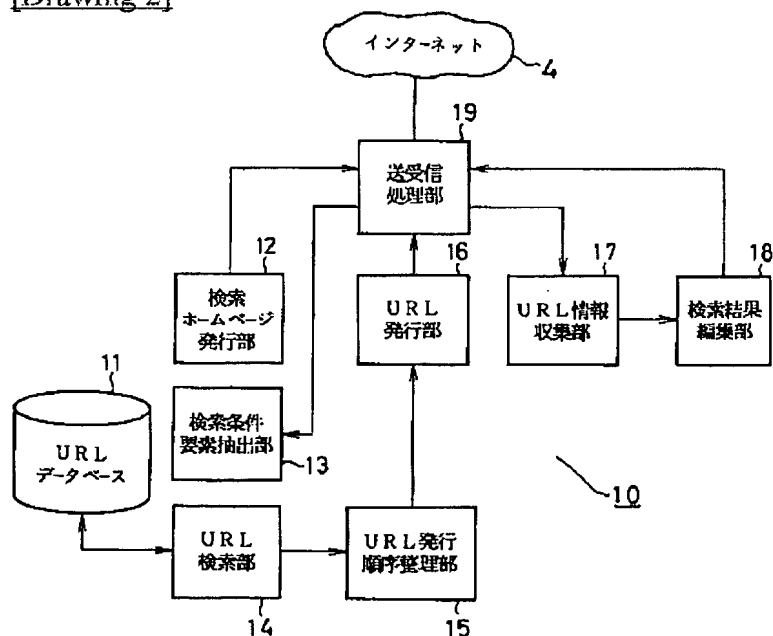 [Drawing 2]
インターネット
4
19
送受信
処理部
12
検索
ホームページ
発行部
16
URL
発行部
17
URL情報
収集部
18
検索結果
編集部
11
URL
データベース
検索条件
要素抽出部
13
10
URL
検索部
14
URL発行
順序整理部
15